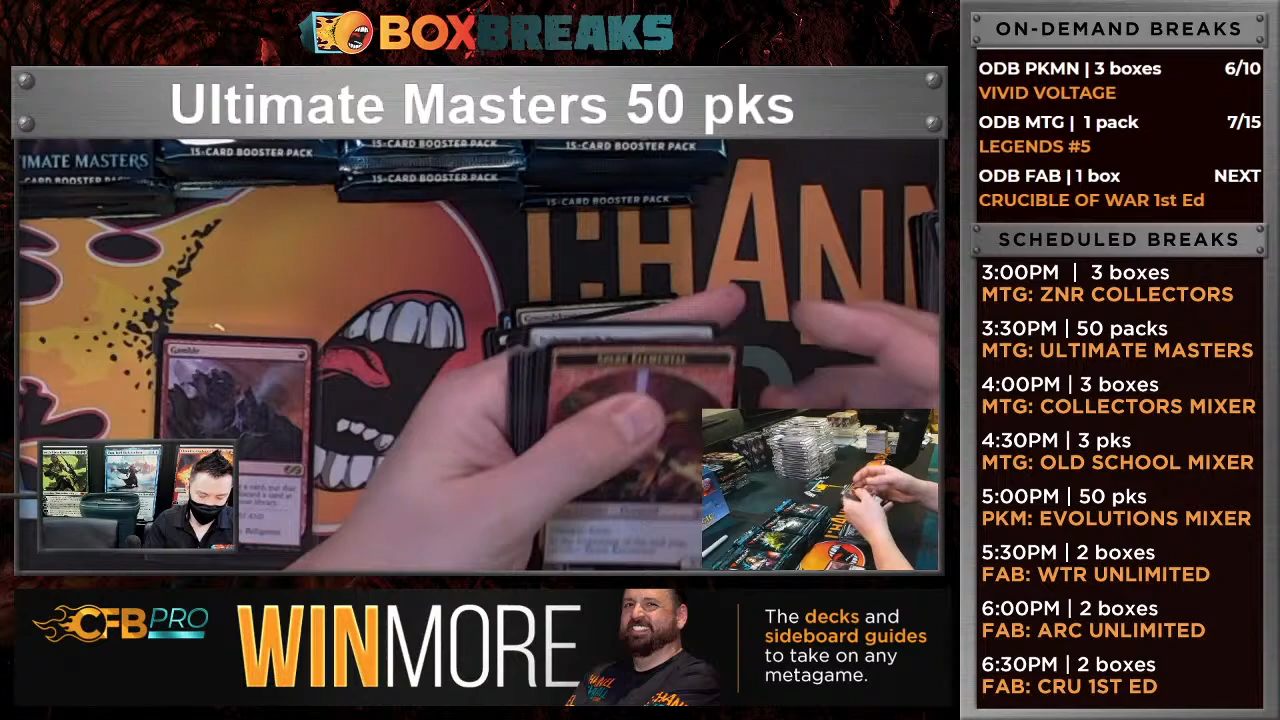 BOXBREAKS
Ultimate Masters 50 pks
IMATE MASTERS
15-CARD BOOSTER PACK
15-CARD BOOSTER PACK
15-CARD BOOSTER PACK
15-CARD BOOSTER PACK
15-CARD BOOSTER PACK
CHANN
Gamble
CFBPRO
WINMORE
The decks and
sideboard guides
to take on any
metagame.
ON-DEMAND BREAKS
ODB PKMN | 3 boxes 6/10
VIVID VOLTAGE
ODB MTG | 1 pack 7/15
LEGENDS #5
ODB FAB | 1 box NEXT
CRUCIBLE OF WAR 1st Ed
SCHEDULED BREAKS
3:00PM | 3 boxes
MTG: ZNR COLLECTORS
3:30PM | 50 packs
MTG: ULTIMATE MASTERS
4:00PM | 3 boxes
MTG: COLLECTORS MIXER
4:30PM | 3 pks
MTG: OLD SCHOOL MIXER
5:00PM | 50 pks
PKM: EVOLUTIONS MIXER
5:30PM | 2 boxes
FAB: WTR UNLIMITED
6:00PM | 2 boxes
FAB: ARC UNLIMITED
6:30PM | 2 boxes
FAB: CRU 1ST ED